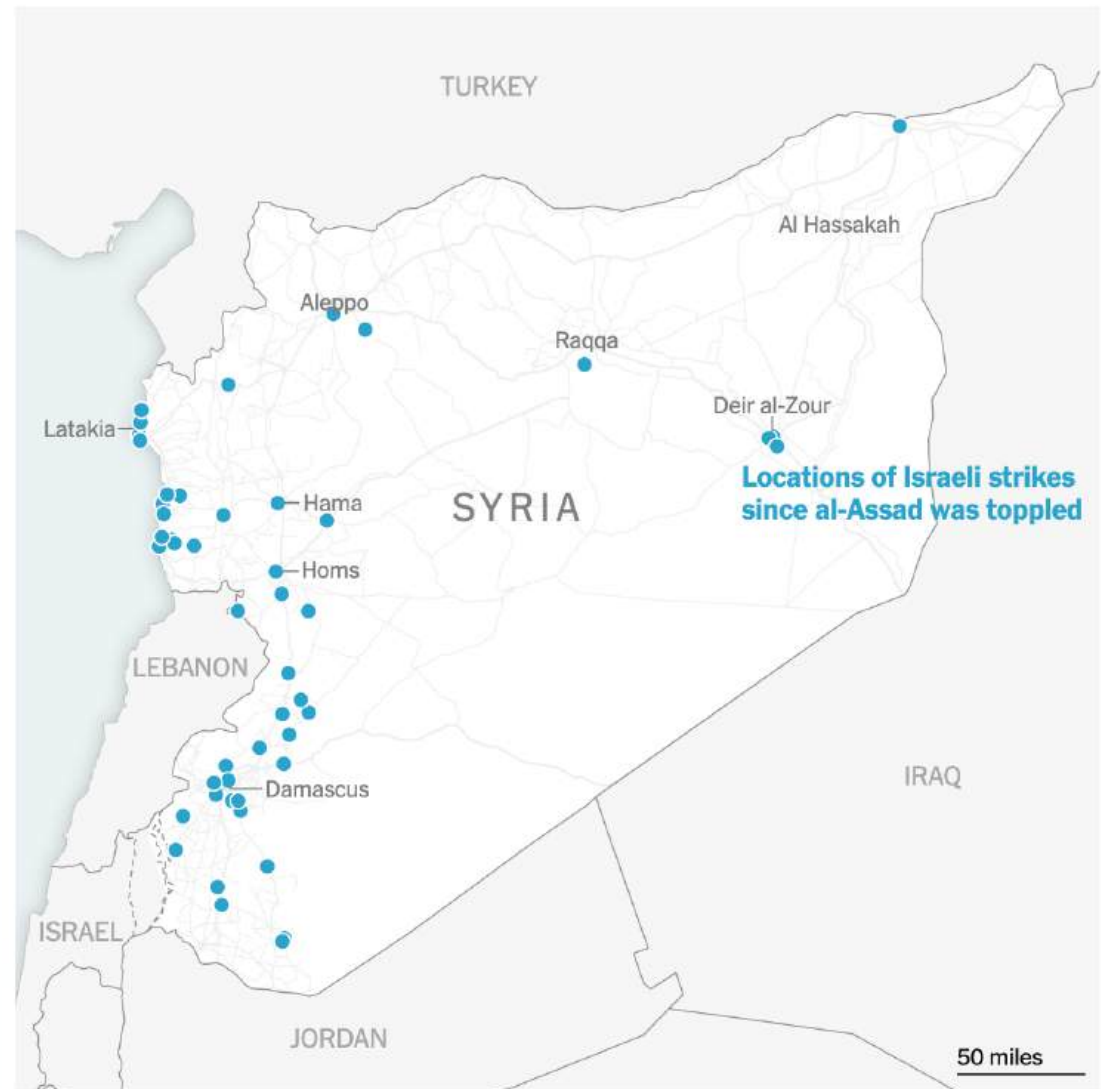 TURKEY
Al Hassakah
Aleppo
Raqqa
Deir al-Zour
Latakia
Locations of Israeli strikes
since al-Assad was toppled
Hama
SYRIA
Homs
LEBANON
IRAQ
Damascus
ISRAEL
JORDAN
50 miles